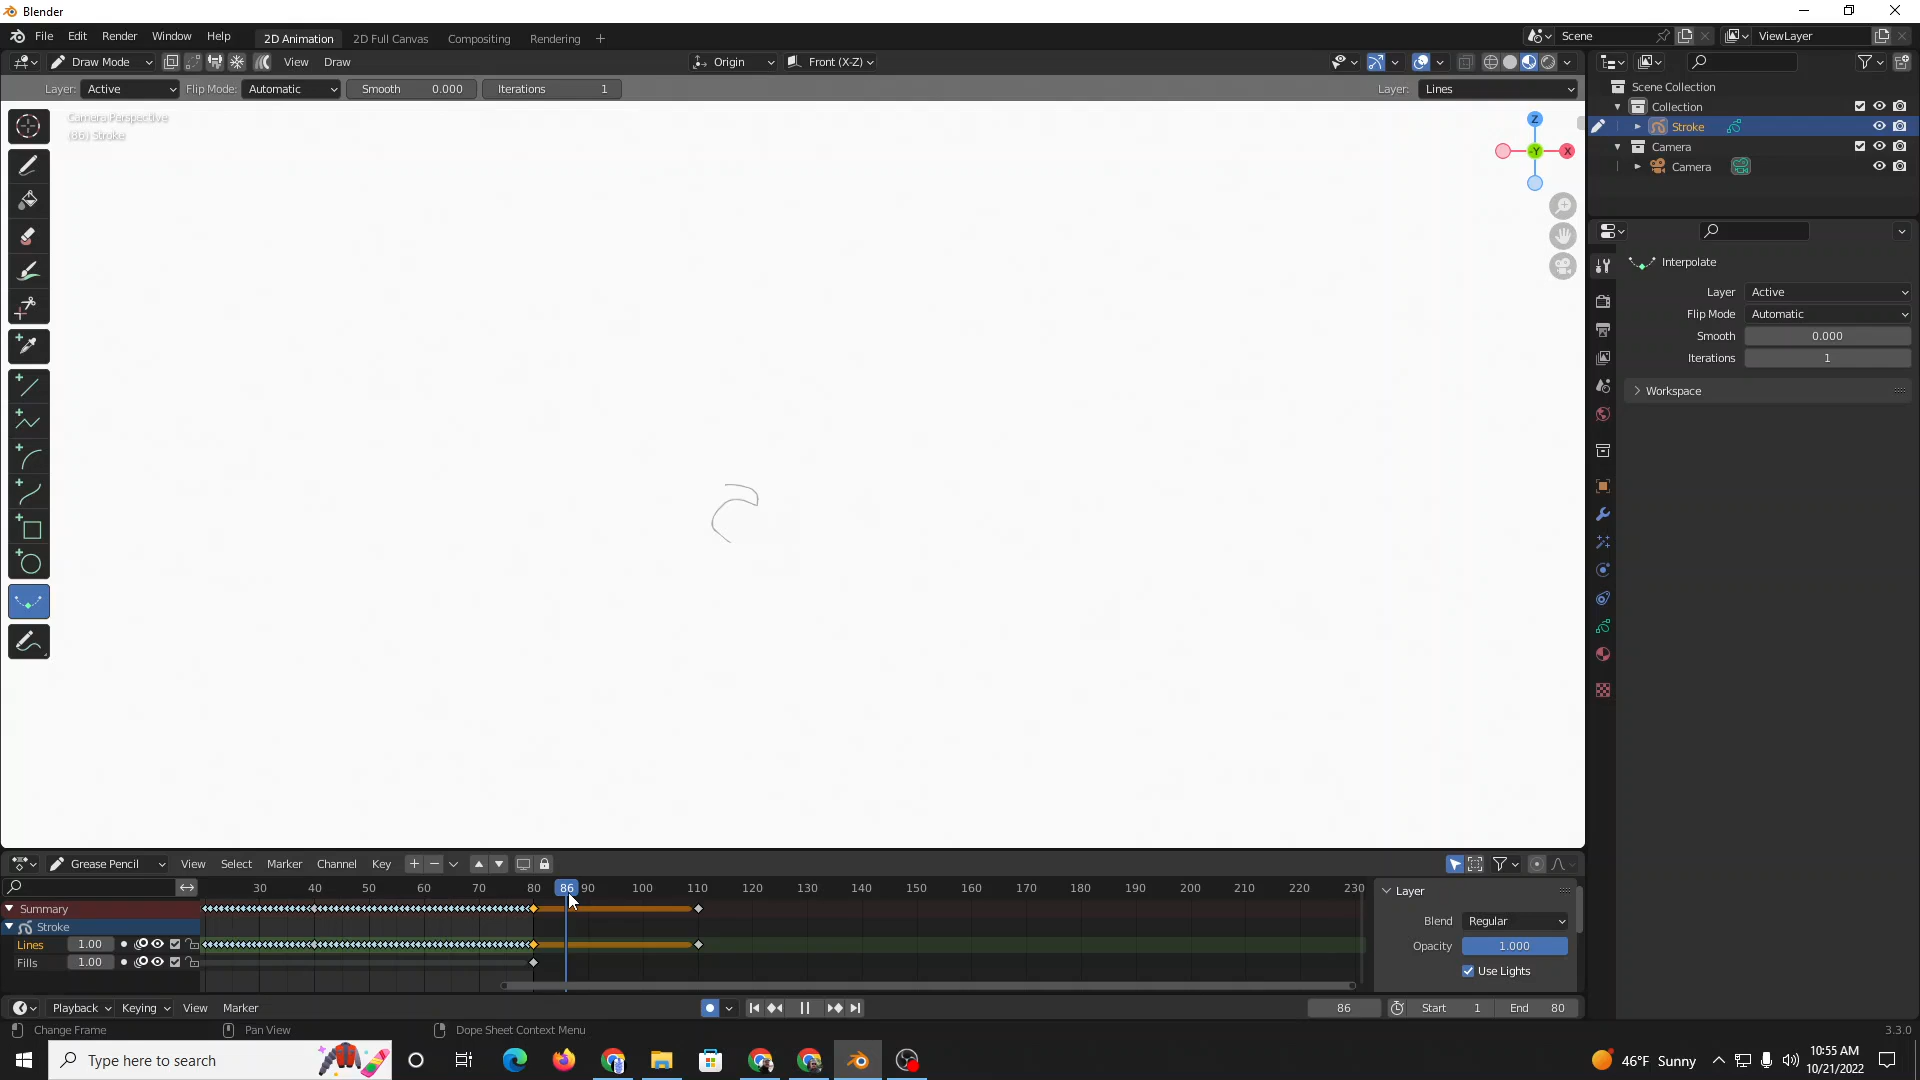 Blender
File Edit Render Window Help 2D Animation 2D Full Canvas Compositing Rendering + Scene ViewLayer
Draw Mode View Draw Origin Front (X-Z)
Layer: Active Flip Mode: Automatic Smooth 0.000 Iterations 1 Layer: Lines
Camera Perspective
(86) Stroke
Z
-Y
X
Scene Collection
Collection
Stroke
Camera
Camera
Interpolate
Layer Active
Flip Mode Automatic
Smooth 0.000
Iterations 1
Workspace
Grease Pencil View Select Marker Channel Key
30 40 50 60 70 80 86 90 100 110 120 130 140 150 160 170 180 190 200 210 220 230
Summary
Stroke
Lines 1.00
Fills 1.00
Layer
Blend Regular
Opacity 1.000
Use Lights
Playback Keying View Marker 86 Start 1 End 80
Change Frame Pan View Dope Sheet Context Menu 3.3.0
Type here to search
46°F Sunny
10:55 AM
10/21/2022